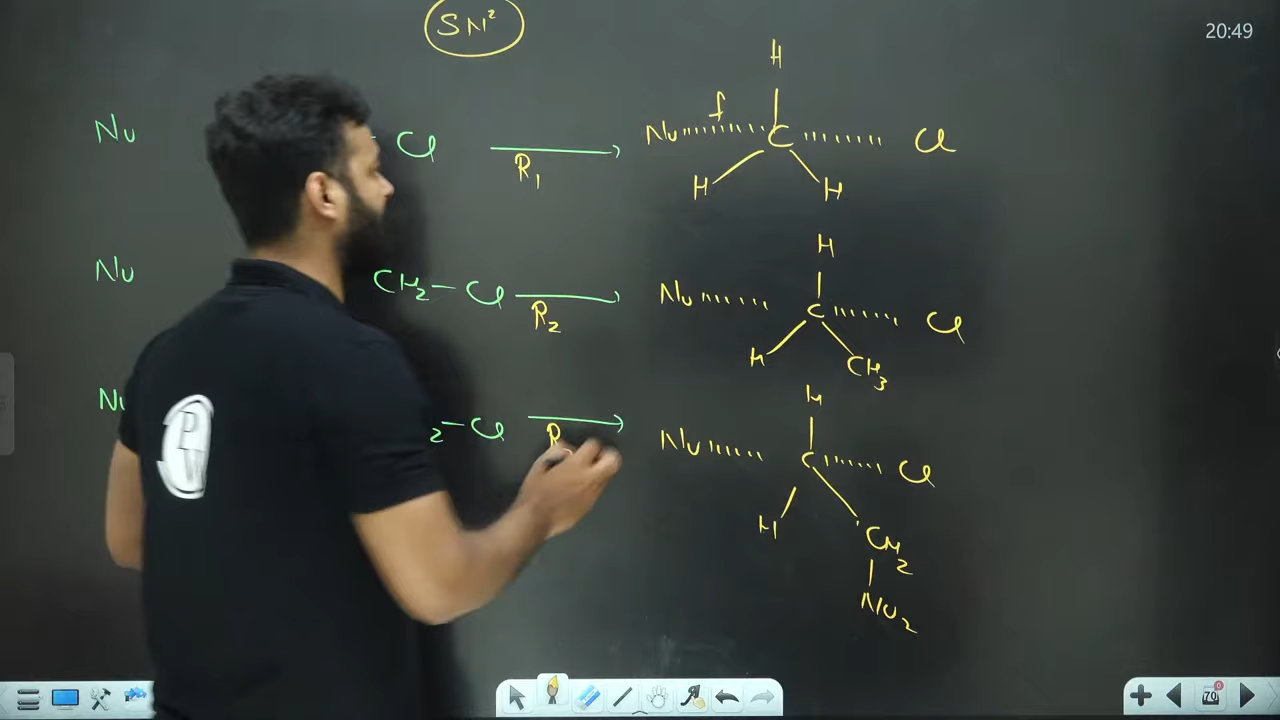 20:49
SN²
H
Nu Cl R₁ Nu f C Cl
H H
H
Nu CH₂-Cl R₂ Nu C Cl
H CH₃
H
Nu ₂-Cl R Nu C Cl
H CH₂
NO₂
70